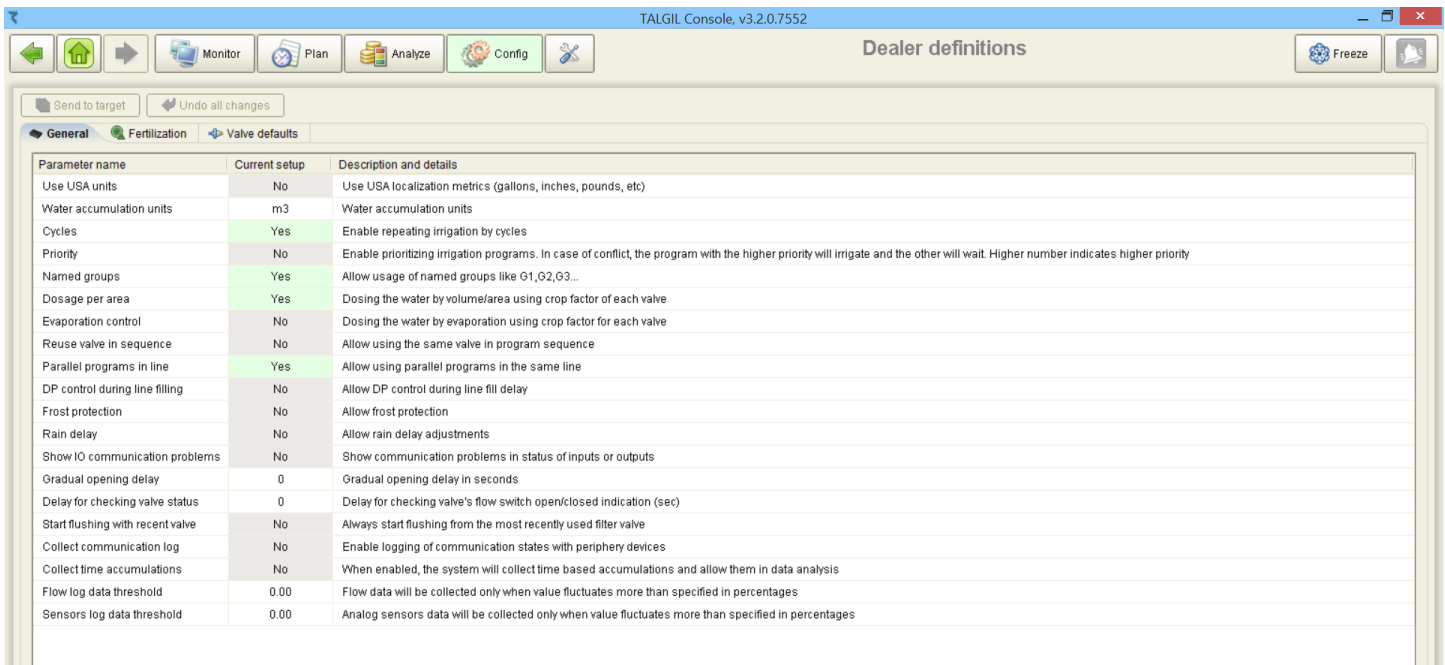 TALGIL Console, v3.2.0.7552
Monitor Plan Analyze Config Dealer definitions Freeze
Send to target Undo all changes
General Fertilization Valve defaults
Parameter name Current setup Description and details
Use USA units No Use USA localization metrics (gallons, inches, pounds, etc)
Water accumulation units m3 Water accumulation units
Cycles Yes Enable repeating irrigation by cycles
Priority No Enable prioritizing irrigation programs. In case of conflict, the program with the higher priority will irrigate and the other will wait. Higher number indicates higher priority
Named groups Yes Allow usage of named groups like G1,G2,G3...
Dosage per area Yes Dosing the water by volume/area using crop factor of each valve
Evaporation control No Dosing the water by evaporation using crop factor for each valve
Reuse valve in sequence No Allow using the same valve in program sequence
Parallel programs in line Yes Allow using parallel programs in the same line
DP control during line filling No Allow DP control during line fill delay
Frost protection No Allow frost protection
Rain delay No Allow rain delay adjustments
Show IO communication problems No Show communication problems in status of inputs or outputs
Gradual opening delay 0 Gradual opening delay in seconds
Delay for checking valve status 0 Delay for checking valve's flow switch open/closed indication (sec)
Start flushing with recent valve No Always start flushing from the most recently used filter valve
Collect communication log No Enable logging of communication states with periphery devices
Collect time accumulations No When enabled, the system will collect time based accumulations and allow them in data analysis
Flow log data threshold 0.00 Flow data will be collected only when value fluctuates more than specified in percentages
Sensors log data threshold 0.00 Analog sensors data will be collected only when value fluctuates more than specified in percentages